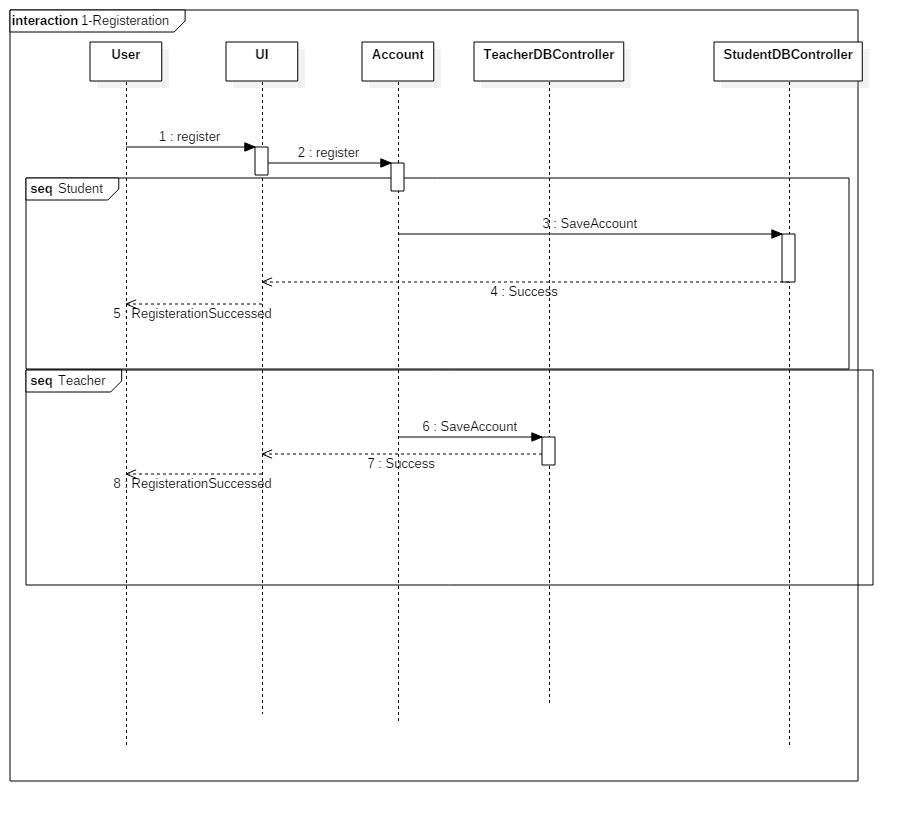 interaction 1-Registeration
User
UI
Account
TeacherDBController
StudentDBController
1 : register
2 : register
seq Student
3 : SaveAccount
4 : Success
5 : RegisterationSuccessed
seq Teacher
6 : SaveAccount
7 : Success
8 : RegisterationSuccessed